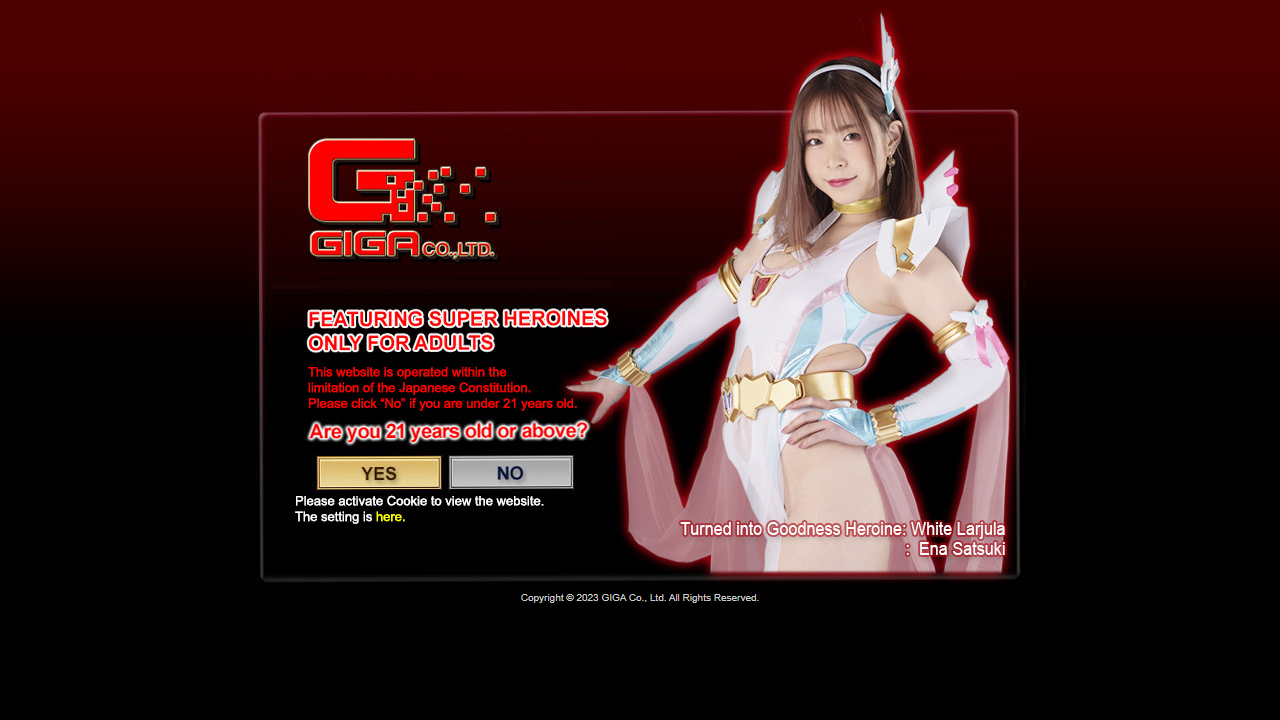 GIGA CO.,LTD.
FEATURING SUPER HEROINES
ONLY FOR ADULTS
This website is operated within the
limitation of the Japanese Constitution.
Please click “No” if you are under 21 years old.
Are you 21 years old or above?
YES
NO
Please activate Cookie to view the website.
The setting is here.
Turned into Goodness Heroine: White Larjula
: Ena Satsuki
Copyright © 2023 GIGA Co., Ltd. All Rights Reserved.